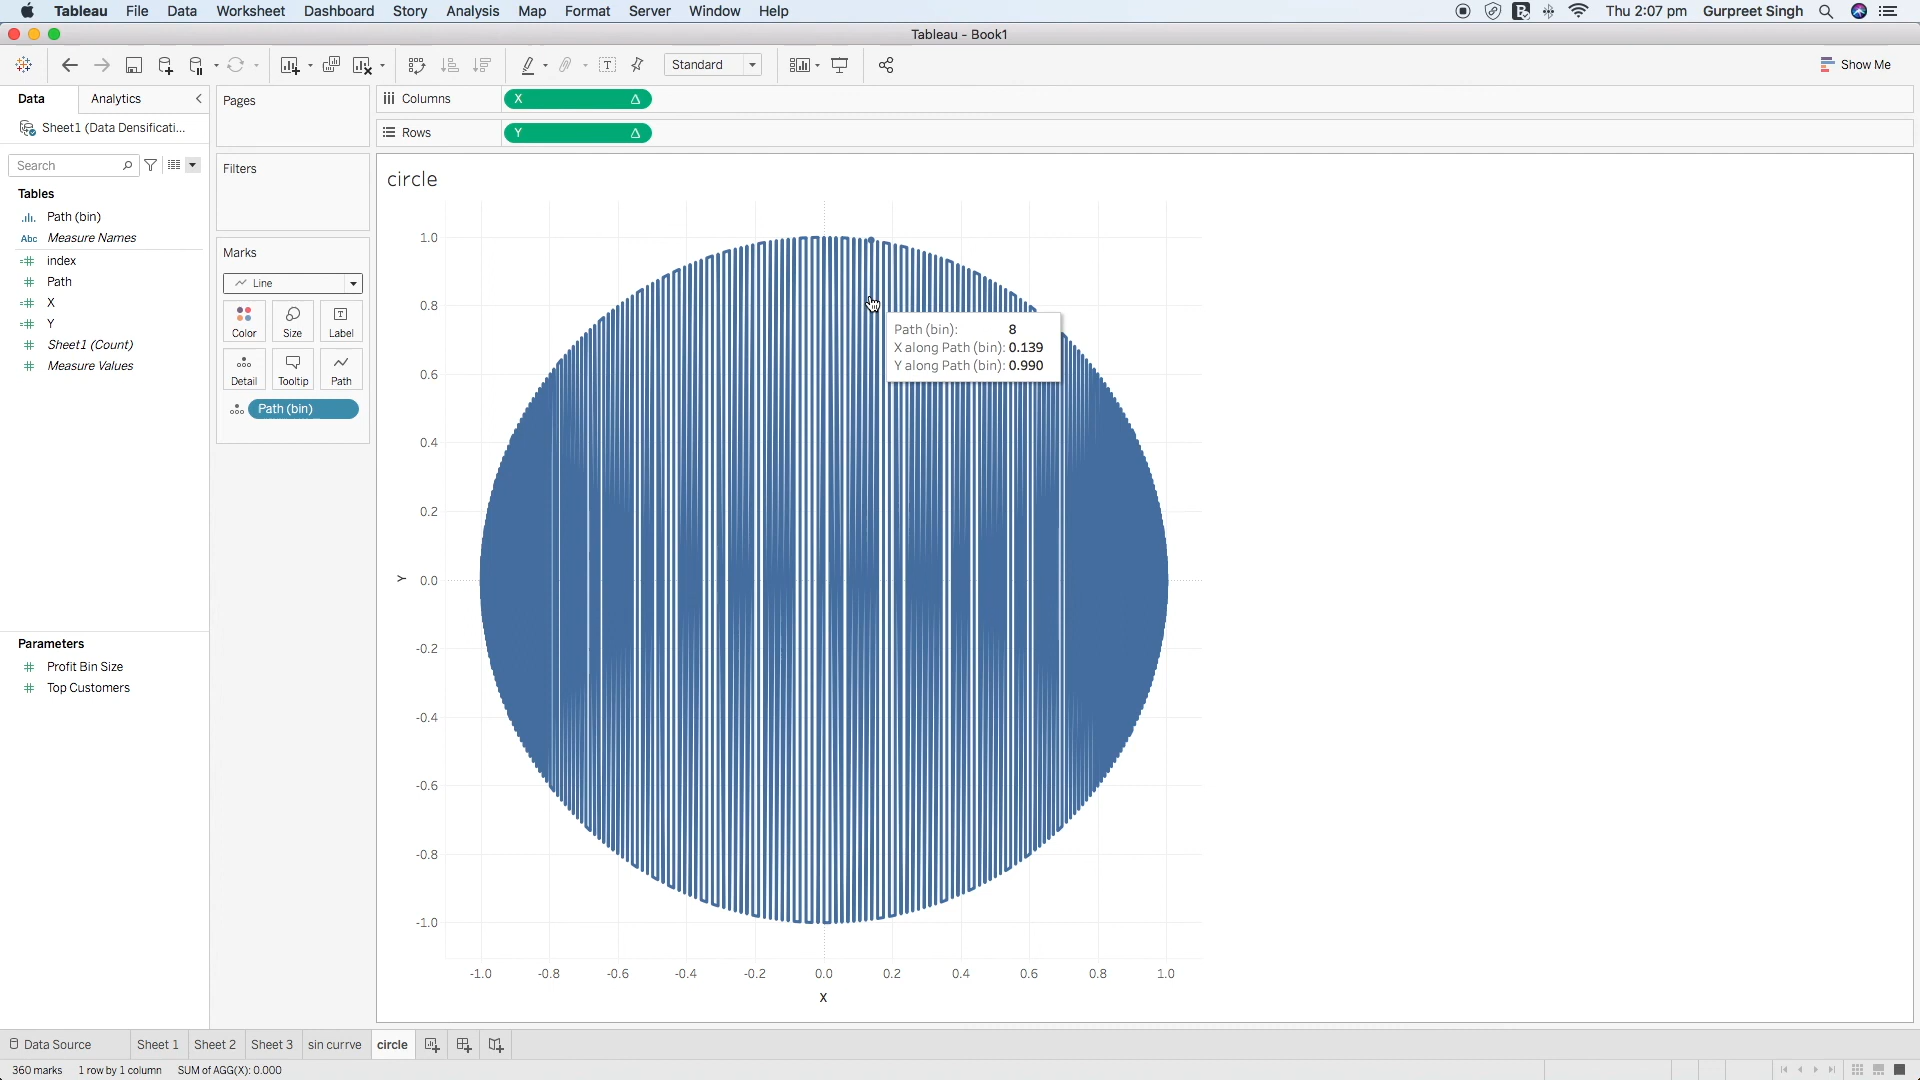 Tableau File Data Worksheet Dashboard Story Analysis Map Format Server Window Help Thu 2:07 pm Gurpreet Singh
Tableau - Book1
Standard Show Me
Data Analytics
Sheet1 (Data Densificati...
Search
Tables
Path (bin)
Abc Measure Names
index
Path
X
Y
Sheet1 (Count)
Measure Values
Parameters
Profit Bin Size
Top Customers
Pages
Filters
Marks
Line
Color Size Label
Detail Tooltip Path
Path (bin)
Columns X
Rows Y
circle
1.0
0.8
0.6
0.4
0.2
0.0
-0.2
-0.4
-0.6
-0.8
-1.0
Y
Path (bin): 8
X along Path (bin): 0.139
Y along Path (bin): 0.990
-1.0 -0.8 -0.6 -0.4 -0.2 0.0 0.2 0.4 0.6 0.8 1.0
X
Data Source Sheet 1 Sheet 2 Sheet 3 sin currve circle
360 marks 1 row by 1 column SUM of AGG(X): 0.000